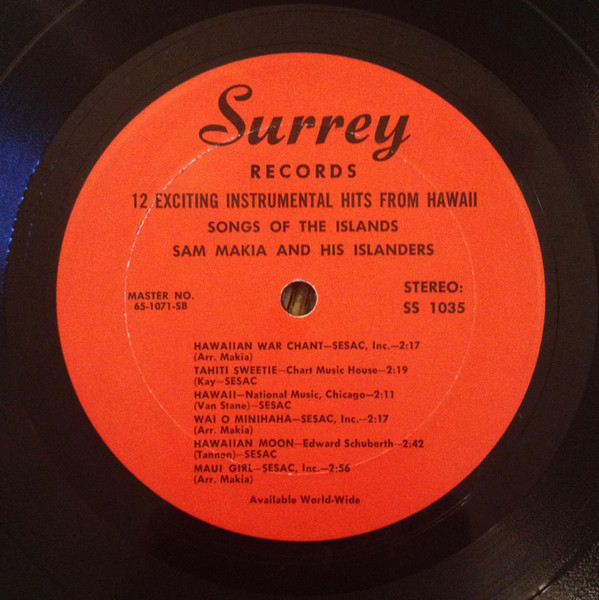 Surrey
RECORDS
12 EXCITING INSTRUMENTAL HITS FROM HAWAII
SONGS OF THE ISLANDS
SAM MAKIA AND HIS ISLANDERS
MASTER NO.
65-1071-SB
STEREO:
SS 1035
HAWAIIAN WAR CHANT—SESAC, Inc.—2:17
(Arr. Makia)
TAHITI SWEETIE—Chart Music House—2:19
(Kay—SESAC
HAWAII—National Music, Chicago—2:11
(Van Stane)—SESAC
WAI O MINIHAHA—SESAC, Inc.—2:17
(Arr. Makia)
HAWAIIAN MOON—Edward Schuberth—2:42
(Tannen)—SESAC
MAUI GIRL—SESAC, Inc.—2:56
(Arr. Makia)
Available World-Wide